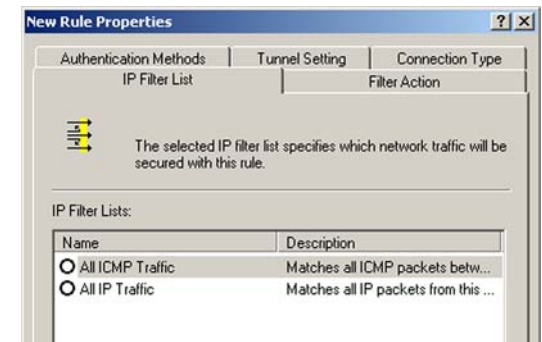 New Rule Properties
Authentication Methods Tunnel Setting Connection Type
IP Filter List Filter Action
The selected IP filter list specifies which network traffic will be
secured with this rule.
IP Filter Lists:
Name Description
All ICMP Traffic Matches all ICMP packets betw...
All IP Traffic Matches all IP packets from this ...